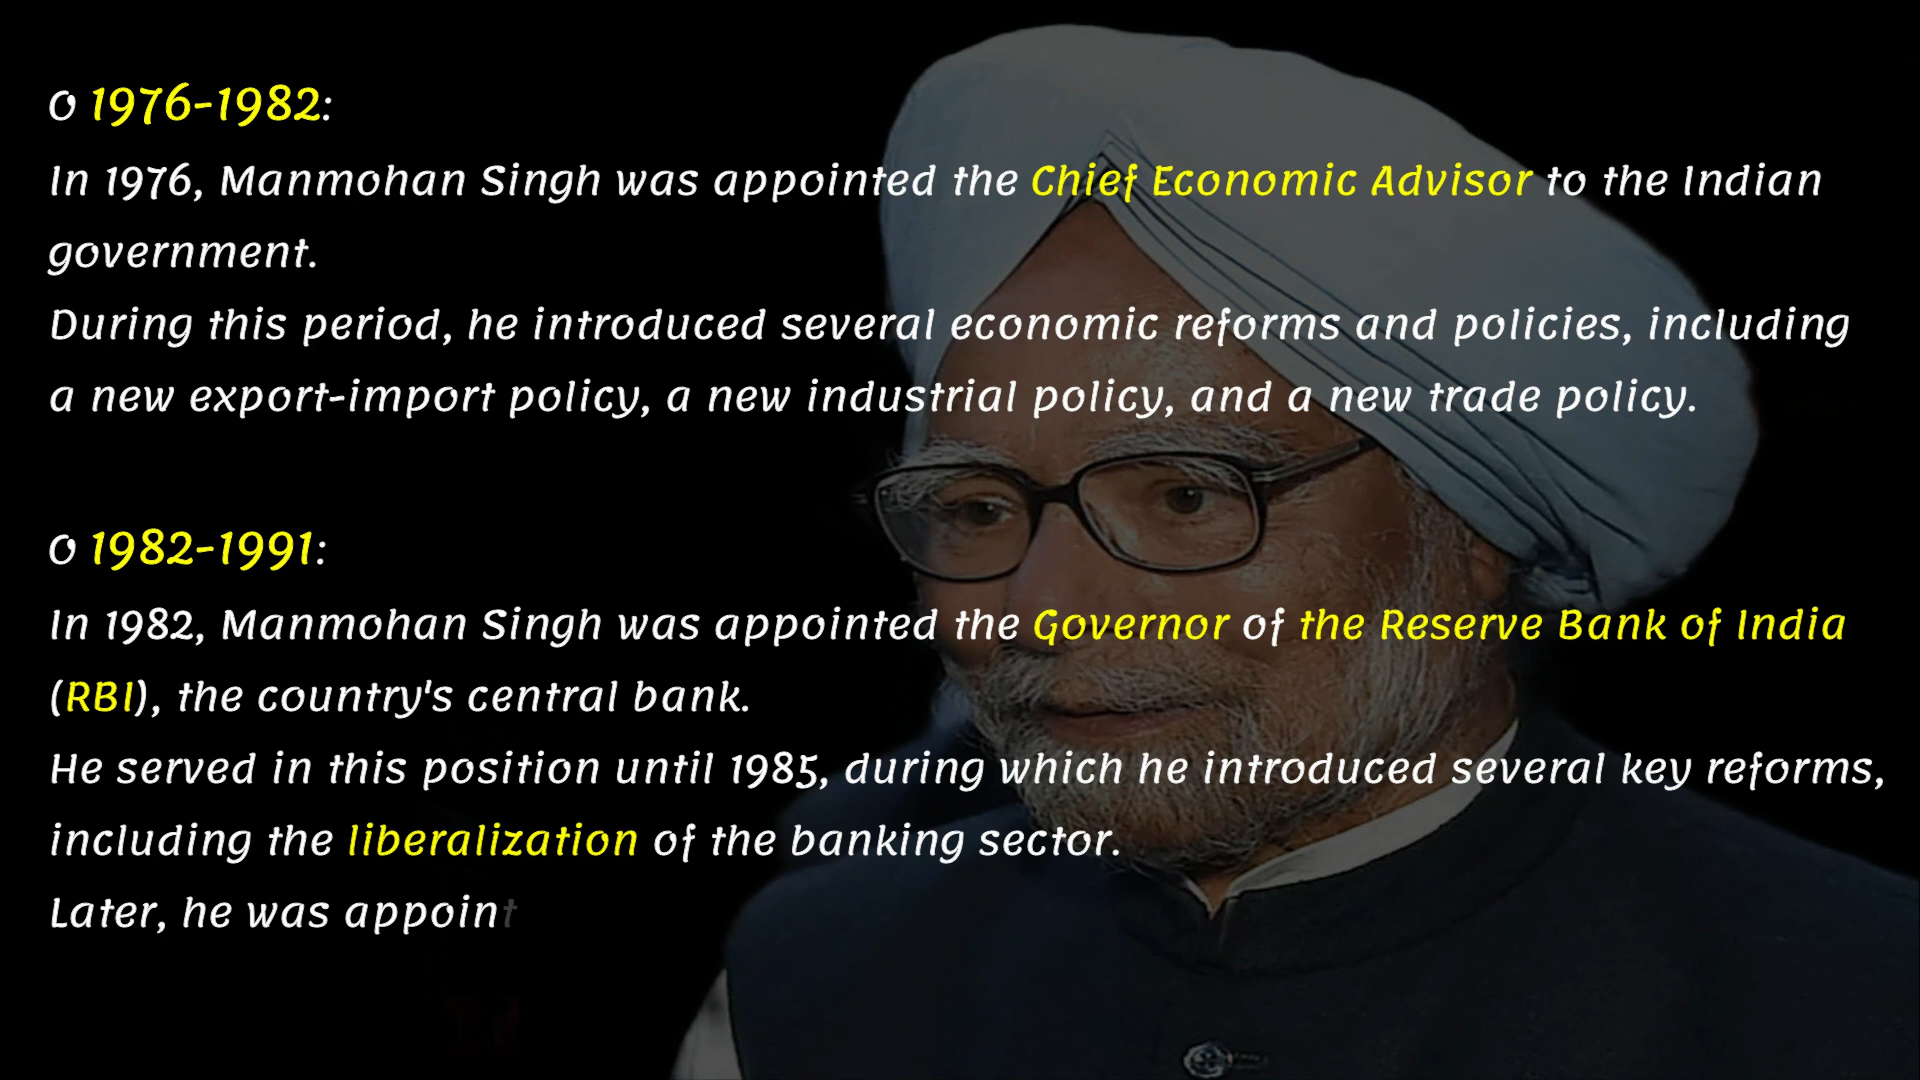 o 1976-1982:
In 1976, Manmohan Singh was appointed the Chief Economic Advisor to the Indian
government.
During this period, he introduced several economic reforms and policies, including
a new export-import policy, a new industrial policy, and a new trade policy.
o 1982-1991:
In 1982, Manmohan Singh was appointed the Governor of the Reserve Bank of India
(RBI), the country's central bank.
He served in this position until 1985, during which he introduced several key reforms,
including the liberalization of the banking sector.
Later, he was appoint